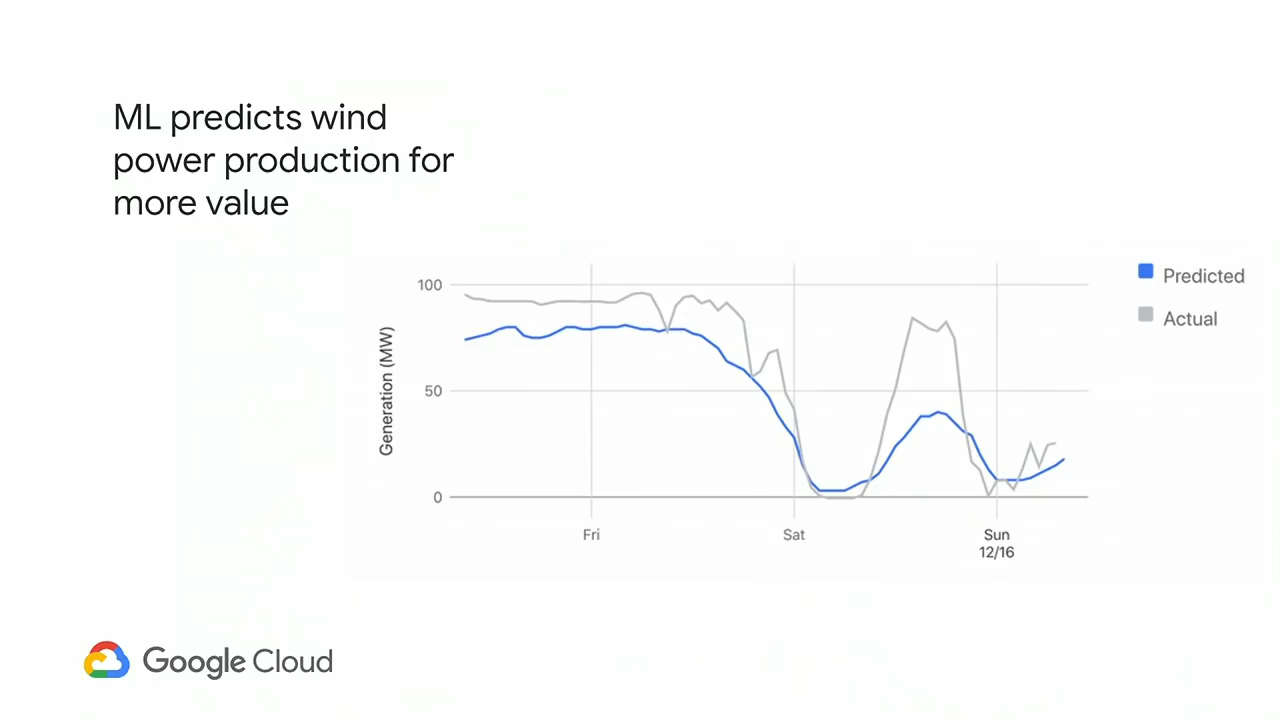 ML predicts wind
power production for
more value
Predicted
Actual
Generation (MW)
100
50
0
Fri
Sat
Sun
12/16
Google Cloud